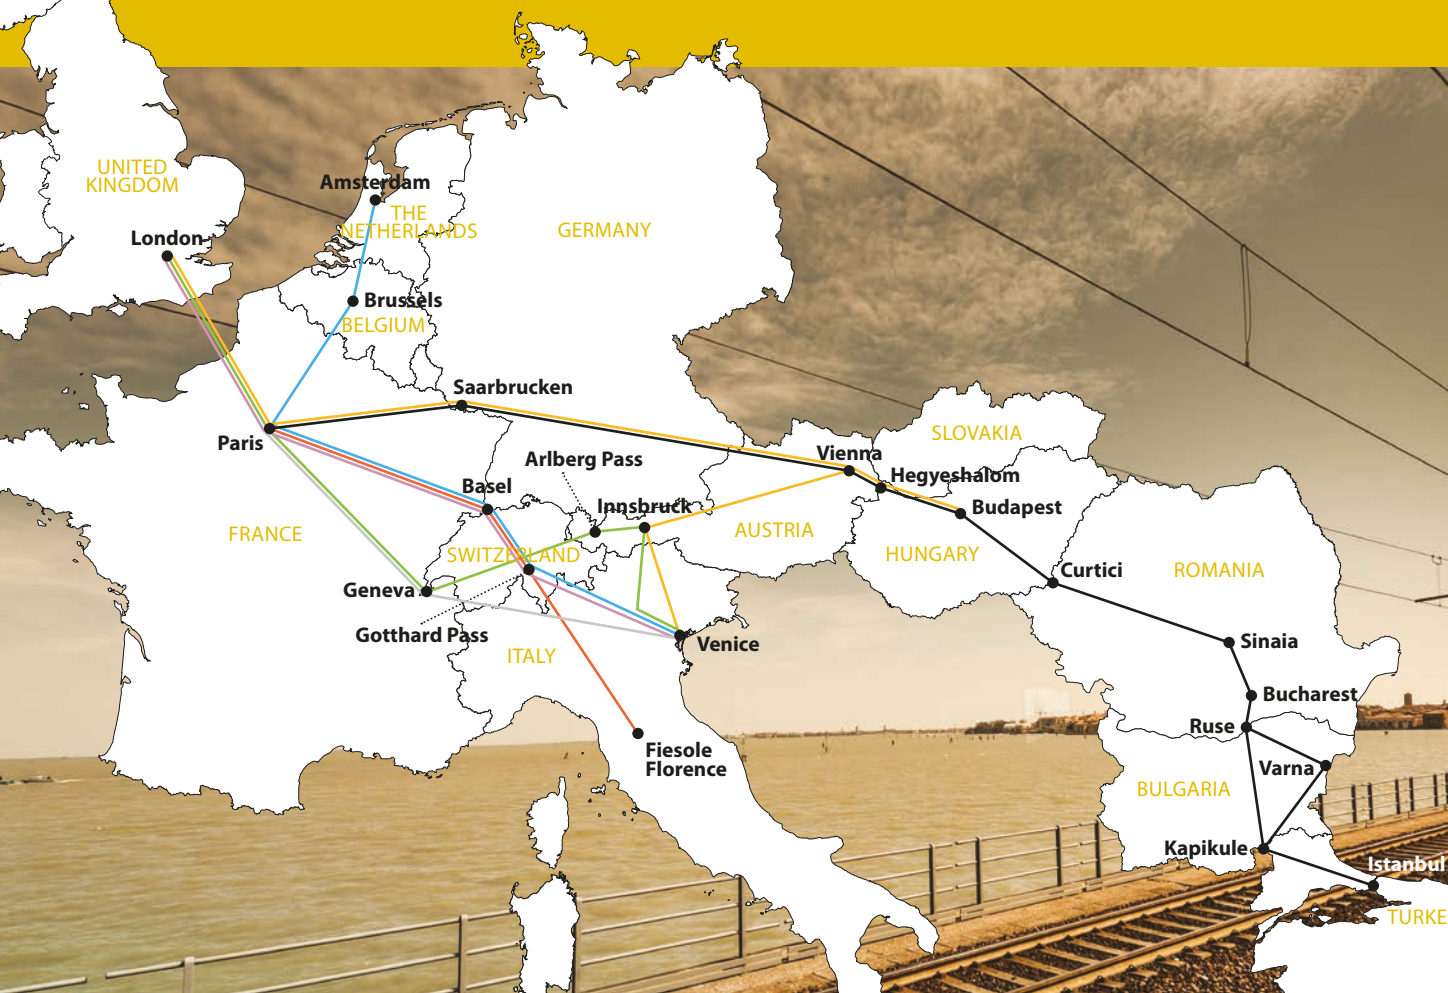 UNITED
KINGDOM
Amsterdam
THE
NETHERLANDS
GERMANY
London
Brussels
BELGIUM
Saarbrucken
Paris
SLOVAKIA
Vienna
Arlberg Pass
Hegyeshalom
Basel
Innsbruck
Budapest
FRANCE
AUSTRIA
SWITZERLAND
HUNGARY
Curtici
ROMANIA
Geneva
Gotthard Pass
Venice
Sinaia
ITALY
Bucharest
Ruse
Fiesole
Florence
Varna
BULGARIA
Kapikule
Istanbul
TURKE